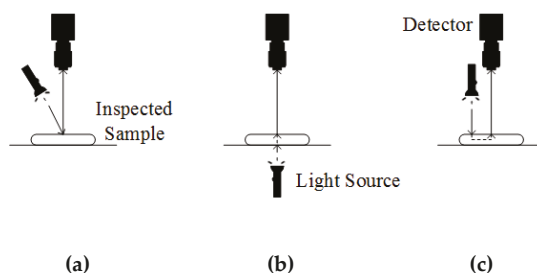 Detector
Inspected
Sample
Light Source
(a)
(b)
(c)